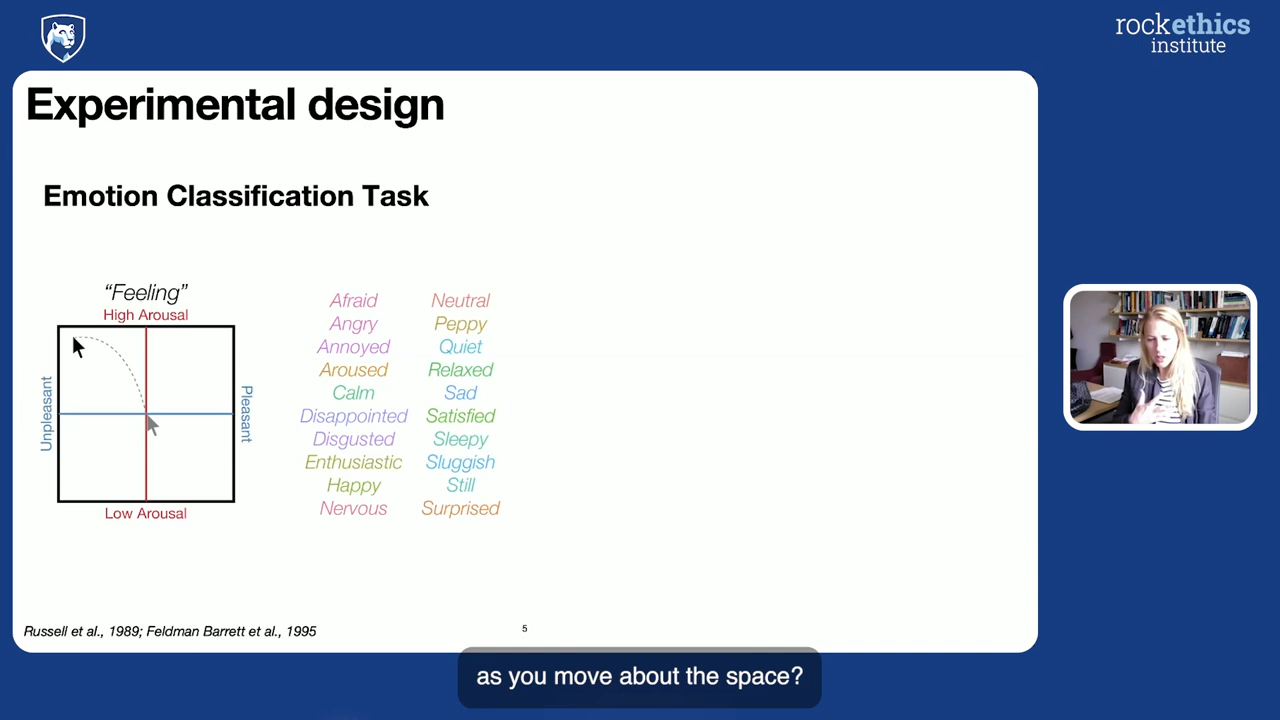 rockethics
institute
Experimental design
Emotion Classification Task
“Feeling”
High Arousal
Unpleasant
Pleasant
Low Arousal
Afraid
Angry
Annoyed
Aroused
Calm
Disappointed
Disgusted
Enthusiastic
Happy
Nervous
Neutral
Peppy
Quiet
Relaxed
Sad
Satisfied
Sleepy
Sluggish
Still
Surprised
Russell et al., 1989; Feldman Barrett et al., 1995
5
as you move about the space?